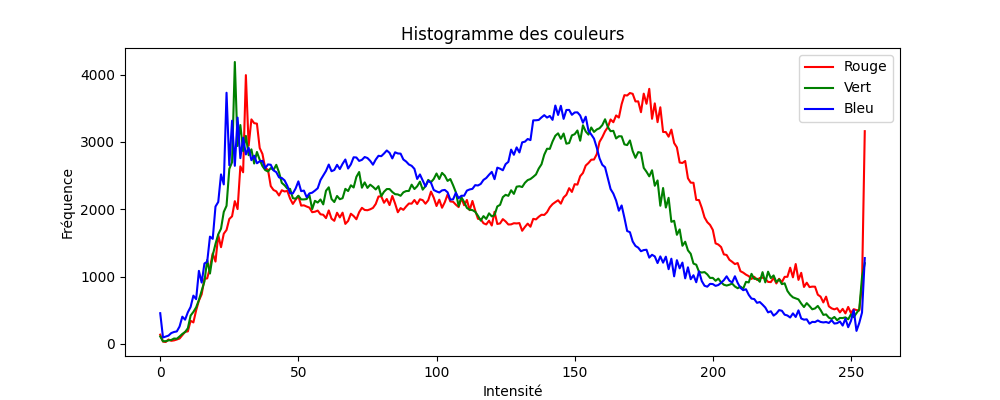 Histogramme des couleurs
Rouge
Vert
Bleu
Fréquence
4000
3000
2000
1000
0
0 50 100 150 200 250
Intensité